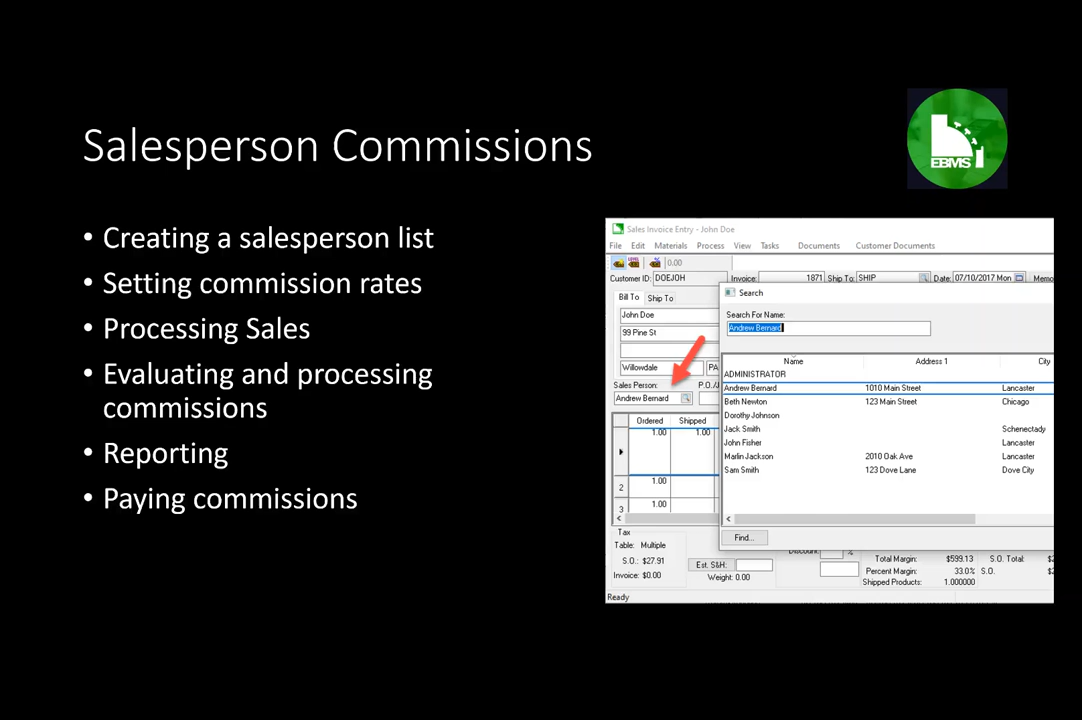 Salesperson Commissions
EBMS
• Creating a salesperson list
• Setting commission rates
• Processing Sales
• Evaluating and processing
commissions
• Reporting
• Paying commissions
Sales Invoice Entry - John Doe
File Edit Materials Process View Tasks Documents Customer Documents
0.00
Customer ID: DOEJOH Invoice: 1871 Ship To: SHIP Date: 07/10/2017 Mon Memo
Bill To Ship To
John Doe
99 Pine St
Willowdale PA
Sales Person: P.O./
Andrew Bernard
Search
Search For Name:
Andrew Bernard
Name Address 1 City
ADMINISTRATOR
Andrew Bernard 1010 Main Street Lancaster
Beth Newton 123 Main Street Chicago
Dorothy Johnson
Jack Smith Schenectady
John Fisher Lancaster
Marlin Jackson 2010 Oak Ave Lancaster
Sam Smith 123 Dove Lane Dove City
Find...
Ordered Shipped
1.00 1.00
2 1.00
3 1.00
Tax
Table: Multiple
S.O.: $27.91
Invoice: $0.00
Est. S&H:
Weight: 0.00
%
Total Margin: $599.13 S.O. Total:
Percent Margin: 33.0% S.O.
Shipped Products: 1.000000
Ready